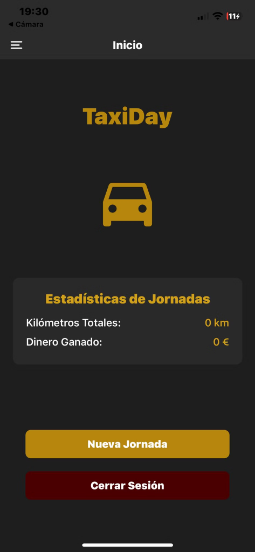 19:30
◀ Cámara
11
Inicio
TaxiDay
Estadísticas de Jornadas
Kilómetros Totales: 0 km
Dinero Ganado: 0 €
Nueva Jornada
Cerrar Sesión